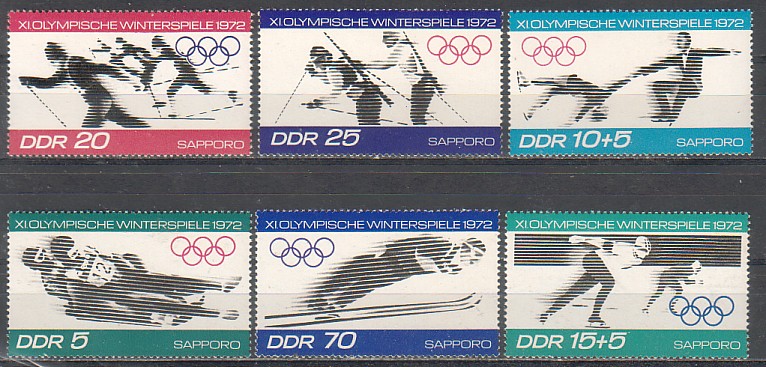 XI.OLYMPISCHE WINTERSPIELE 1972
DDR 20 SAPPORO
XI.OLYMPISCHE WINTERSPIELE 1972
DDR 25 SAPPORO
XI.OLYMPISCHE WINTERSPIELE 1972
DDR 10+5 SAPPORO
XI.OLYMPISCHE WINTERSPIELE 1972
DDR 5 SAPPORO
XI.OLYMPISCHE WINTERSPIELE 1972
DDR 70 SAPPORO
XI.OLYMPISCHE WINTERSPIELE 1972
DDR 15+5 SAPPORO